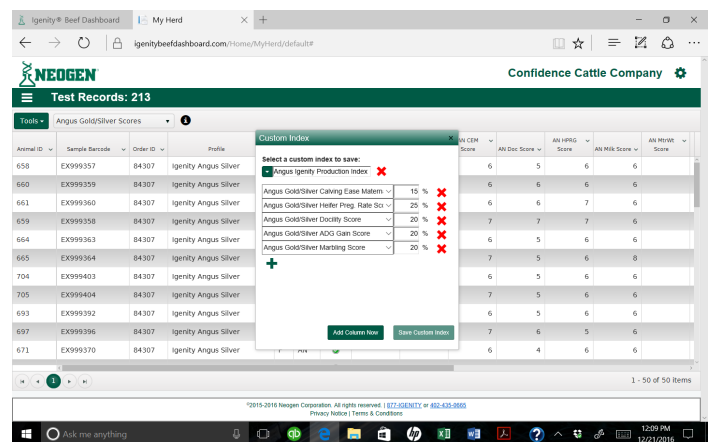 Igenity® Beef Dashboard
My Herd
igenitybeefdashboard.com/Home/MyHerd/default#
NEOGEN
Confidence Cattle Company
Test Records: 213
Tools
Angus Gold/Silver Scores
Animal ID Sample Barcode Order ID Profile AN CEM Score AN Doc Score AN HPRG Score AN Milk Score AN MtrWt Score
Custom Index
Select a custom index to save:
Angus Igenity Production Index
Angus Gold/Silver Calving Ease Matern 15 %
Angus Gold/Silver Heifer Preg. Rate Sco 25 %
Angus Gold/Silver Docility Score 20 %
Angus Gold/Silver ADG Gain Score 20 %
Angus Gold/Silver Marbling Score 20 %
Add Column Now Save Custom Index
658 EX999357 84307 Igenity Angus Silver 6 5 6 6
660 EX999359 84307 Igenity Angus Silver 6 6 6 6
661 EX999360 84307 Igenity Angus Silver 6 6 7 6
659 EX999358 84307 Igenity Angus Silver 7 7 7 6
664 EX999363 84307 Igenity Angus Silver 6 5 6 6
665 EX999364 84307 Igenity Angus Silver 7 5 6 8
704 EX999403 84307 Igenity Angus Silver 6 5 6 6
705 EX999404 84307 Igenity Angus Silver 7 5 6 6
693 EX999392 84307 Igenity Angus Silver 6 5 6 6
697 EX999396 84307 Igenity Angus Silver 7 6 5 6
671 EX999370 84307 Igenity Angus Silver AN 6 4 6 6
1
1 - 50 of 50 items
©2015-2016 Neogen Corporation. All rights reserved. | 877-IGENITY or 402-435-0665
Privacy Notice | Terms & Conditions
Ask me anything
12:09 PM
12/21/2016